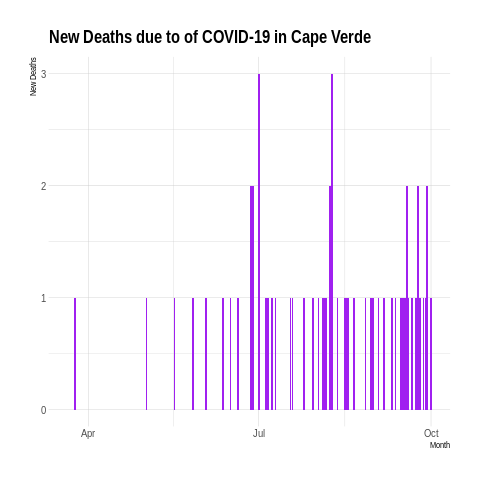 New Deaths due to of COVID-19 in Cape Verde
New Deaths
3
2
1
0
Apr
Jul
Oct
Month